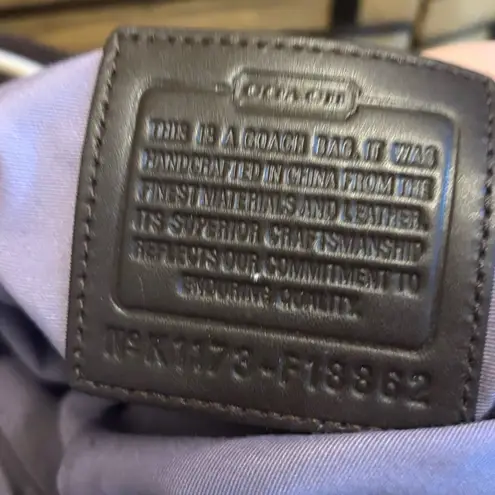 COACH
THIS IS A COACH BAG. IT WAS
HANDCRAFTED IN CHINA FROM THE
FINEST MATERIALS AND LEATHER.
ITS SUPERIOR CRAFTSMANSHIP
REFLECTS OUR COMMITMENT TO
ENDURING QUALITY.
Nº K1173-F18862